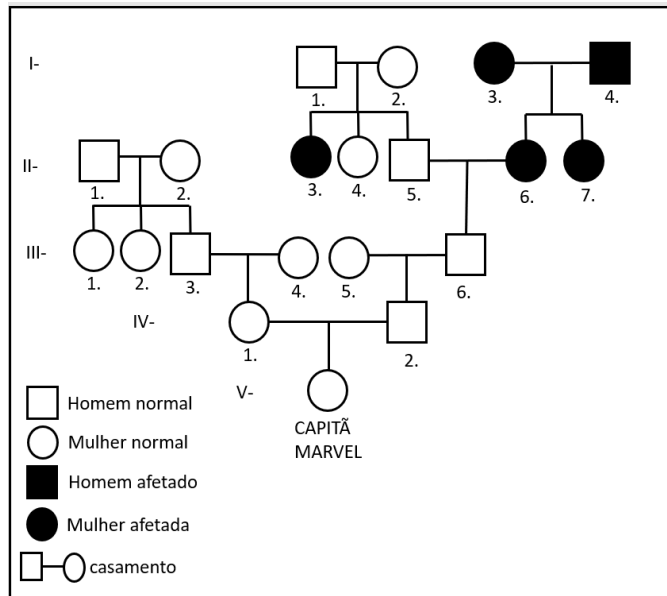 I-
1. 2. 3. 4.
II-
1. 2. 3. 4. 5. 6. 7.
III-
1. 2. 3. 4. 5. 6.
IV-
1. 2.
V-
CAPITÃ
MARVEL
Homem normal
Mulher normal
Homem afetado
Mulher afetada
casamento